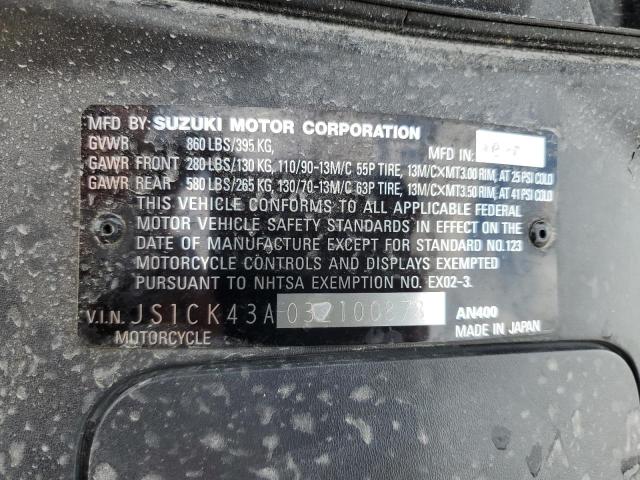 MFD BY: SUZUKI MOTOR CORPORATION
GVWR 860 LBS/395 KG, MFD IN:
GAWR FRONT 280 LBS/130 KG, 110/90-13M/C 55P TIRE, 13M/C×MT3.00 RIM, AT 25 PSI COLD
GAWR REAR 580 LBS/265 KG, 130/70-13M/C 63P TIRE, 13M/C×MT3.50 RIM, AT 41 PSI COLD
THIS VEHICLE CONFORMS TO ALL APPLICABLE FEDERAL
MOTOR VEHICLE SAFETY STANDARDS IN EFFECT ON THE
DATE OF MANUFACTURE EXCEPT FOR STANDARD NO.123
MOTORCYCLE CONTROLS AND DISPLAYS EXEMPTED
PURSUANT TO NHTSA EXEMPTION NO. EX02-3.
V.I.N. AN400
MOTORCYCLE MADE IN JAPAN